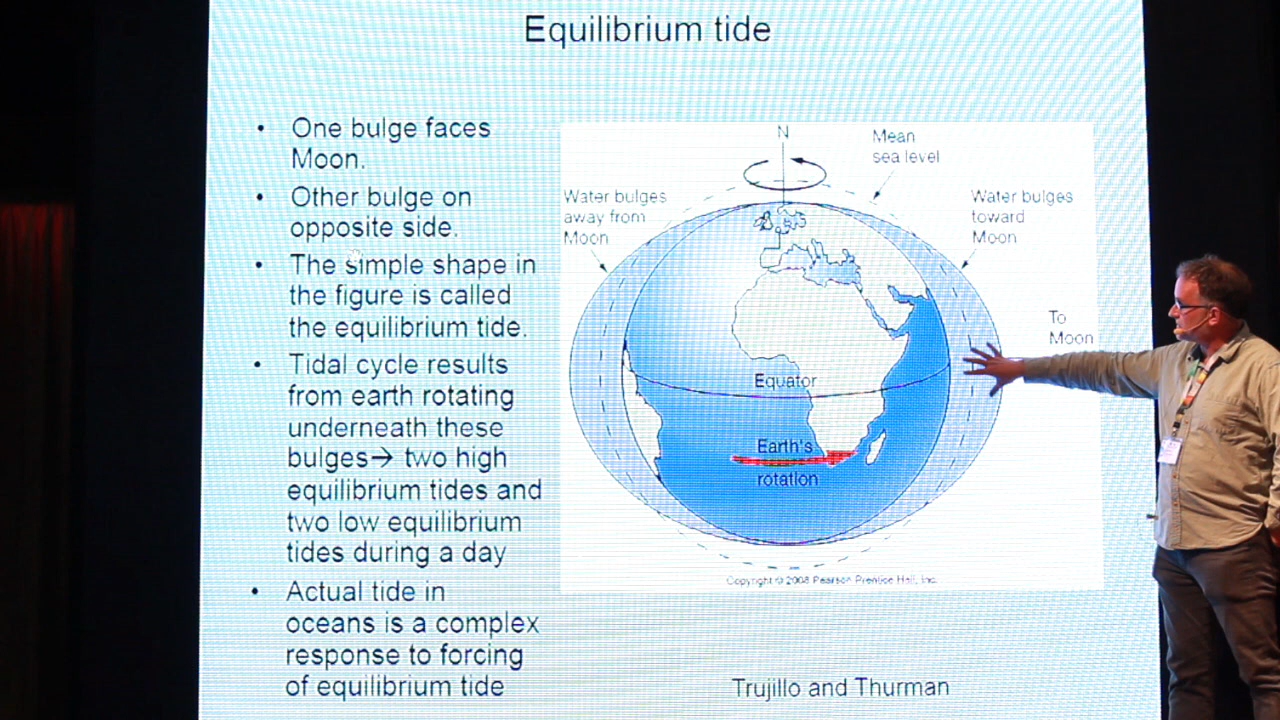 Equilibrium tide
• One bulge faces
Moon.
• Other bulge on
opposite side.
• The simple shape in
the figure is called
the equilibrium tide.
• Tidal cycle results
from earth rotating
underneath these
bulges→ two high
equilibrium tides and
two low equilibrium
tides during a day
• Actual tide in
oceans is a complex
response to forcing
of equilibrium tide
N
Mean
sea level
Water bulges
away from
Moon
Water bulges
toward
Moon
To
Moon
Equator
Earth's
rotation
Copyright © 2008 Pearson Prentice Hall, Inc.
Trujillo and Thurman